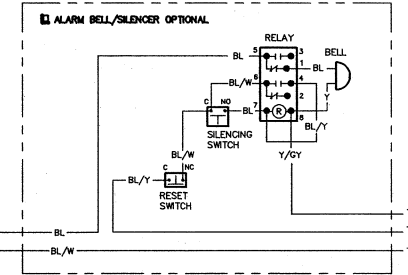 ALARM BELL/SILENCER OPTIONAL
RELAY
BELL
BL
5
3
1
BL
BL/W
6
4
2
Y
C NO
BL
7
R
8
BL/Y
SILENCING
SWITCH
BL/W
Y/GY
C NC
BL/Y
RESET
SWITCH
BL
BL/W